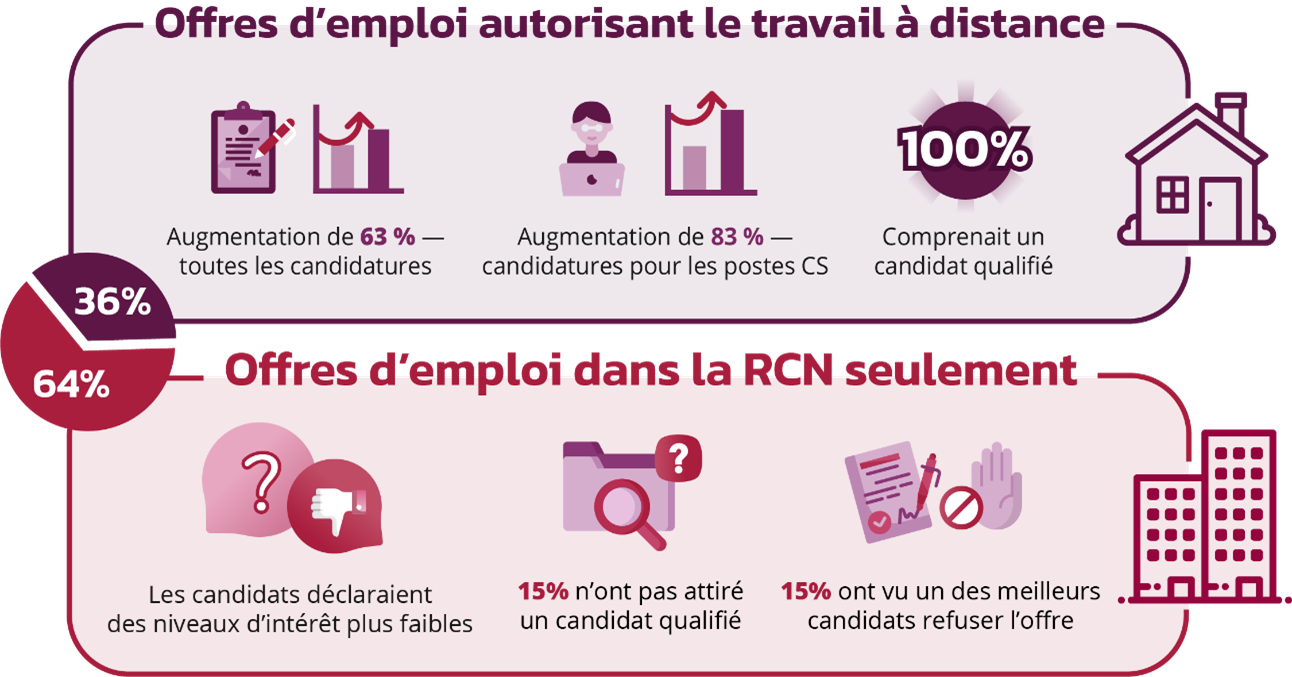 Offres d’emploi autorisant le travail à distance
100%
Augmentation de 63 % —
toutes les candidatures
Augmentation de 83 % —
candidatures pour les postes CS
Comprenait un
candidat qualifié
36%
64%
Offres d’emploi dans la RCN seulement
?
?
Les candidats déclaraient
des niveaux d’intérêt plus faibles
15% n’ont pas attiré
un candidat qualifié
15% ont vu un des meilleurs
candidats refuser l’offre